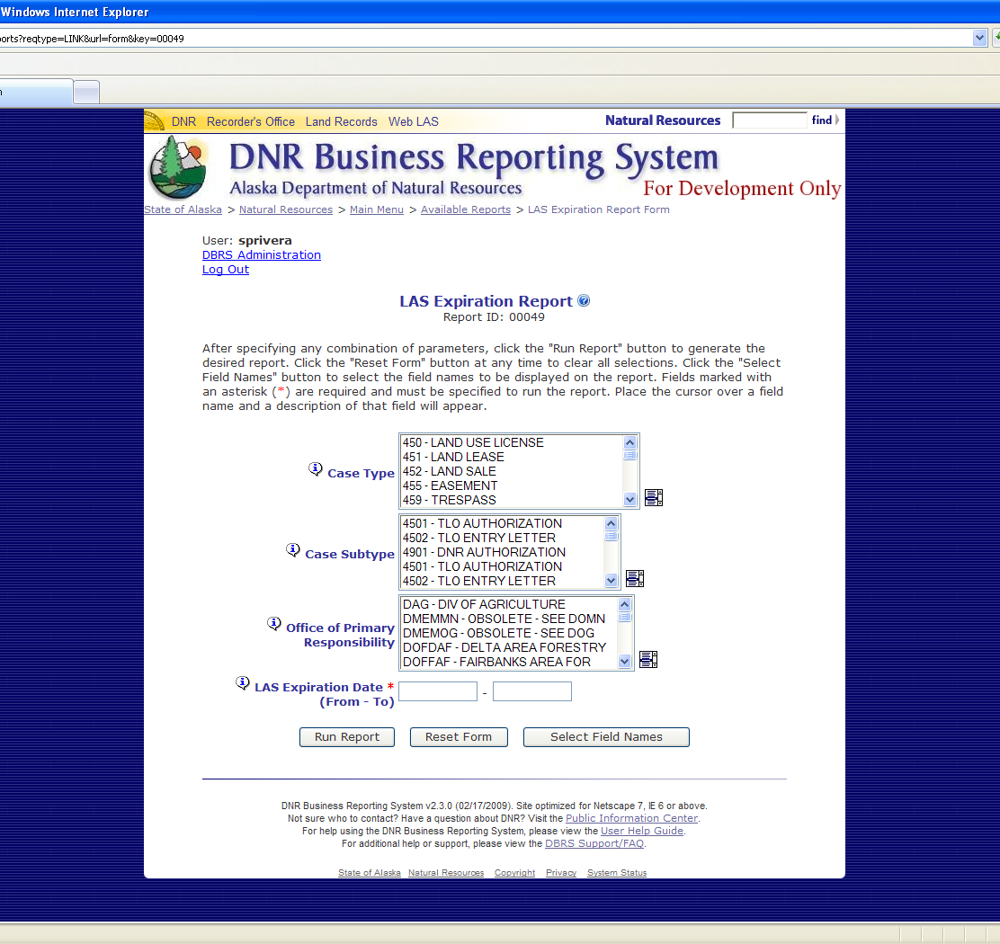 Windows Internet Explorer
orts?reqtype=LINK&url=form&key=00049
DNR Recorder's Office Land Records Web LAS Natural Resources find
DNR Business Reporting System
Alaska Department of Natural Resources
For Development Only
State of Alaska > Natural Resources > Main Menu > Available Reports > LAS Expiration Report Form
User: sprivera
DBRS Administration
Log Out
LAS Expiration Report
Report ID: 00049
After specifying any combination of parameters, click the "Run Report" button to generate the
desired report. Click the "Reset Form" button at any time to clear all selections. Click the "Select
Field Names" button to select the field names to be displayed on the report. Fields marked with
an asterisk (*) are required and must be specified to run the report. Place the cursor over a field
name and a description of that field will appear.
Case Type
450 - LAND USE LICENSE
451 - LAND LEASE
452 - LAND SALE
455 - EASEMENT
459 - TRESPASS
Case Subtype
4501 - TLO AUTHORIZATION
4502 - TLO ENTRY LETTER
4901 - DNR AUTHORIZATION
4501 - TLO AUTHORIZATION
4502 - TLO ENTRY LETTER
Office of Primary
Responsibility
DAG - DIV OF AGRICULTURE
DMEMMN - OBSOLETE - SEE DOMN
DMEMOG - OBSOLETE - SEE DOG
DOFDAF - DELTA AREA FORESTRY
DOFFAF - FAIRBANKS AREA FOR
LAS Expiration Date *
(From - To)
-
Run Report Reset Form Select Field Names
DNR Business Reporting System v2.3.0 (02/17/2009). Site optimized for Netscape 7, IE 6 or above.
Not sure who to contact? Have a question about DNR? Visit the Public Information Center.
For help using the DNR Business Reporting System, please view the User Help Guide.
For additional help or support, please view the DBRS Support/FAQ.
State of Alaska Natural Resources Copyright Privacy System Status